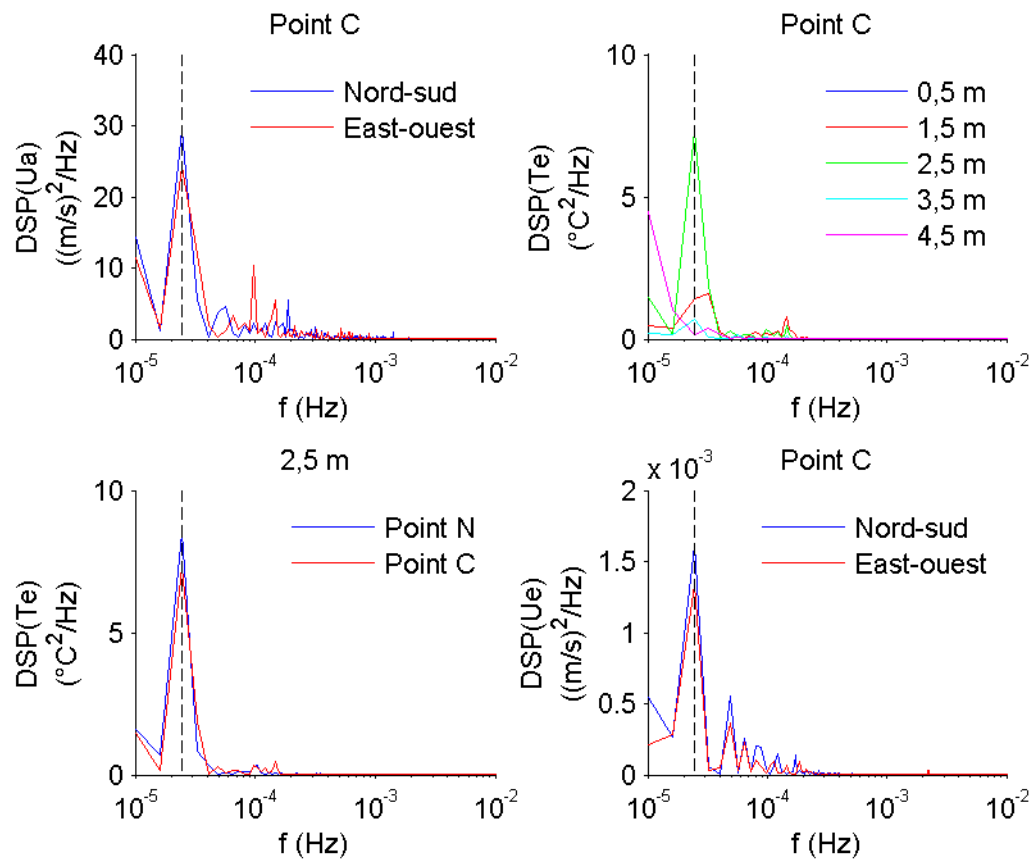 Point C
40
30
20
10
0
DSP(Ua)
((m/s)^2/Hz)
Nord-sud
East-ouest
10^-5
10^-4
10^-3
10^-2
f (Hz)
Point C
10
5
0
DSP(Te)
(°C^2/Hz)
0,5 m
1,5 m
2,5 m
3,5 m
4,5 m
10^-5
10^-4
10^-3
10^-2
f (Hz)
2,5 m
10
5
0
DSP(Te)
(°C^2/Hz)
Point N
Point C
10^-5
10^-4
10^-3
10^-2
f (Hz)
x 10^-3
Point C
2
1.5
1
0.5
0
DSP(Ue)
((m/s)^2/Hz)
Nord-sud
East-ouest
10^-5
10^-4
10^-3
10^-2
f (Hz)